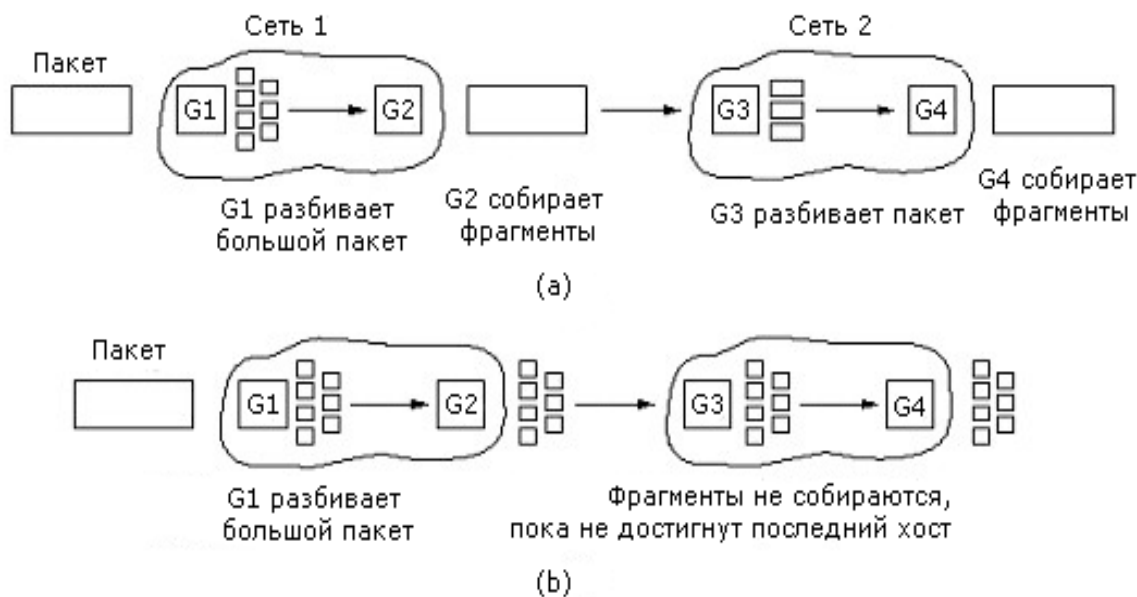 Сеть 1
Сеть 2
Пакет
G1
G2
G3
G4
G1 разбивает
большой пакет
G2 собирает
фрагменты
G3 разбивает пакет
G4 собирает
фрагменты
(a)
Пакет
G1
G2
G3
G4
G1 разбивает
большой пакет
Фрагменты не собираются,
пока не достигнут последний хост
(b)